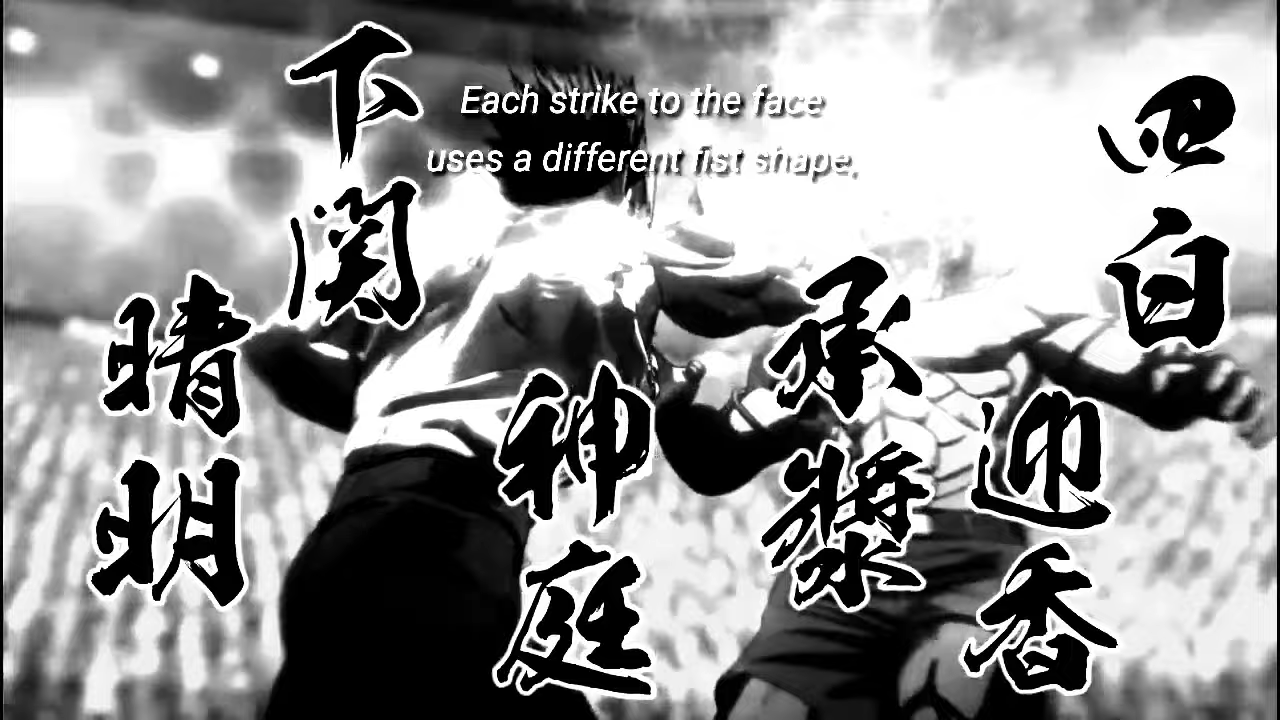 Each strike to the face
uses a different fist shape,
四白
迎香
承漿
神庭
下関
晴明